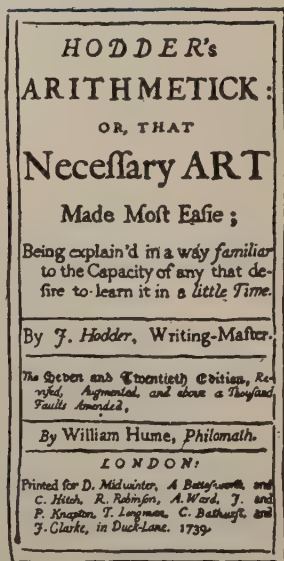 HODDER's
ARITHMETICK:
OR, THAT
Neceſſary ART
Made Moſt Eaſie;
Being explain'd in a way familiar
to the Capacity of any that de-
ſire to learn it in a little Time.
By J. Hodder, Writing-Maſter.
The Seven and Twentieth Edition, Re-
viſed, Augmented, and above a Thouſand
Faults Amended,
By William Hume, Philomath.
LONDON:
Printed for D. Midwinter, A Betteſworth and
C. Hitch, R. Robinſon, A. Ward, J. and
P. Knapton, T. Longman, C. Bathurſt, and
J. Clarke, in Duck-Lane. 1739.